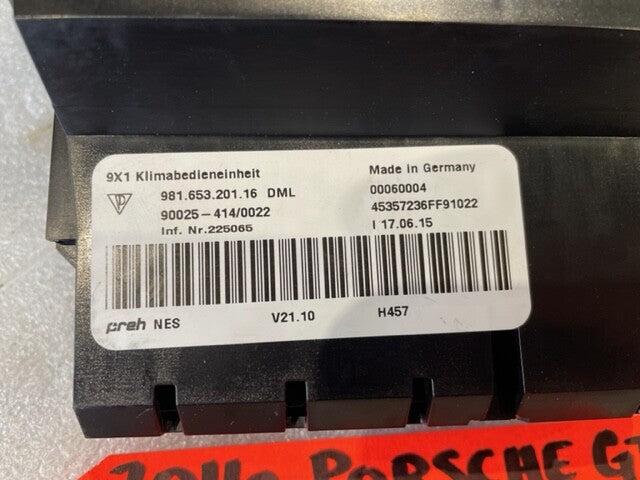 9X1 Klimabedieneinheit Made in Germany
981.653.201.16 DML 00060004
90025-414/0022 45357236FF91022
Inf. Nr.225065 I 17.06.15
preh NES V21.10 H457
PORSCHE